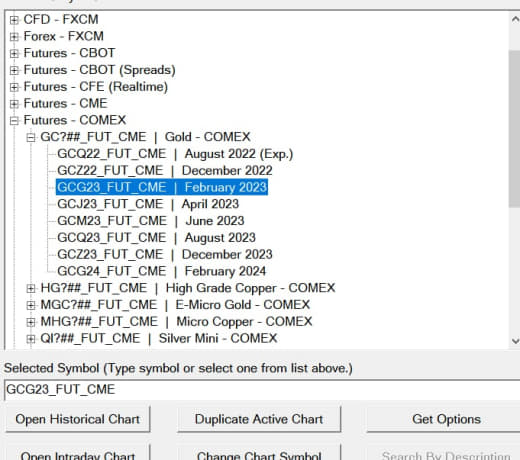 CFD - FXCM
Forex - FXCM
Futures - CBOT
Futures - CBOT (Spreads)
Futures - CFE (Realtime)
Futures - CME
Futures - COMEX
GC?##_FUT_CME | Gold - COMEX
GCQ22_FUT_CME | August 2022 (Exp.)
GCZ22_FUT_CME | December 2022
GCG23_FUT_CME | February 2023
GCJ23_FUT_CME | April 2023
GCM23_FUT_CME | June 2023
GCQ23_FUT_CME | August 2023
GCZ23_FUT_CME | December 2023
GCG24_FUT_CME | February 2024
HG?##_FUT_CME | High Grade Copper - COMEX
MGC?##_FUT_CME | E-Micro Gold - COMEX
MHG?##_FUT_CME | Micro Copper - COMEX
QI?##_FUT_CME | Silver Mini - COMEX
Selected Symbol (Type symbol or select one from list above.)
GCG23_FUT_CME
Open Historical Chart Duplicate Active Chart Get Options
Open Intraday Chart Change Chart Symbol Search By Description